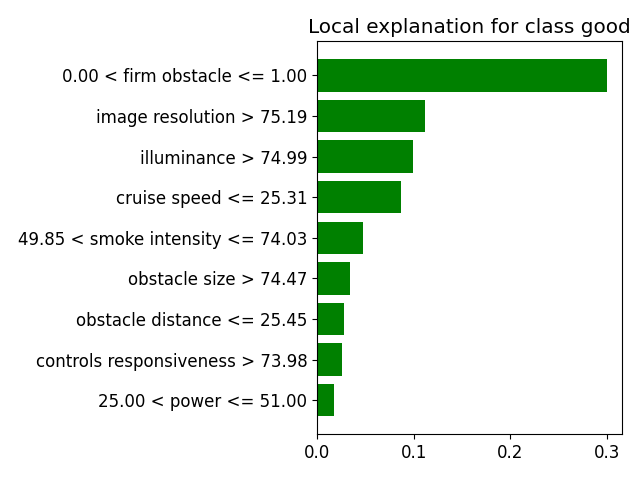 Local explanation for class good
0.00 < firm obstacle <= 1.00
image resolution > 75.19
illuminance > 74.99
cruise speed <= 25.31
49.85 < smoke intensity <= 74.03
obstacle size > 74.47
obstacle distance <= 25.45
controls responsiveness > 73.98
25.00 < power <= 51.00
0.0 0.1 0.2 0.3